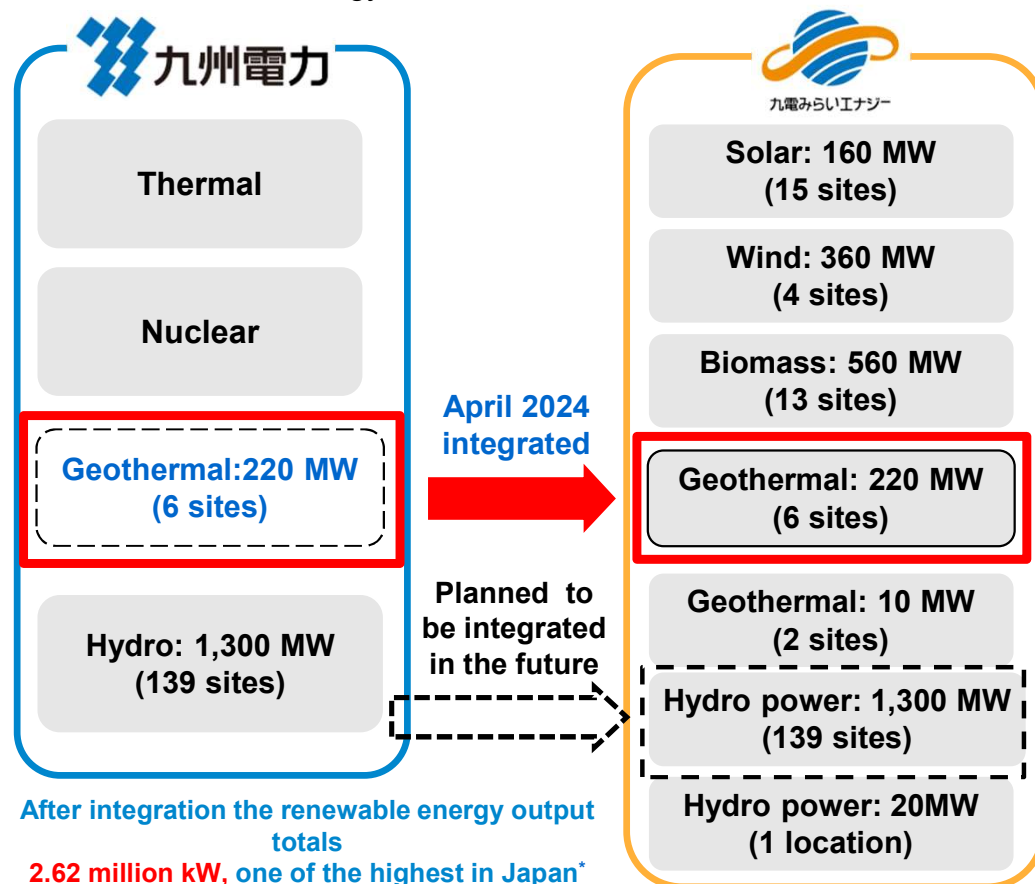 九州電力
Thermal
Nuclear
Geothermal:220 MW
(6 sites)
Hydro: 1,300 MW
(139 sites)
April 2024
integrated
Planned to
be integrated
in the future
After integration the renewable energy output
totals
2.62 million kW, one of the highest in Japan*
九電みらいエナジー
Solar: 160 MW
(15 sites)
Wind: 360 MW
(4 sites)
Biomass: 560 MW
(13 sites)
Geothermal: 220 MW
(6 sites)
Geothermal: 10 MW
(2 sites)
Hydro power: 1,300 MW
(139 sites)
Hydro power: 20MW
(1 location)